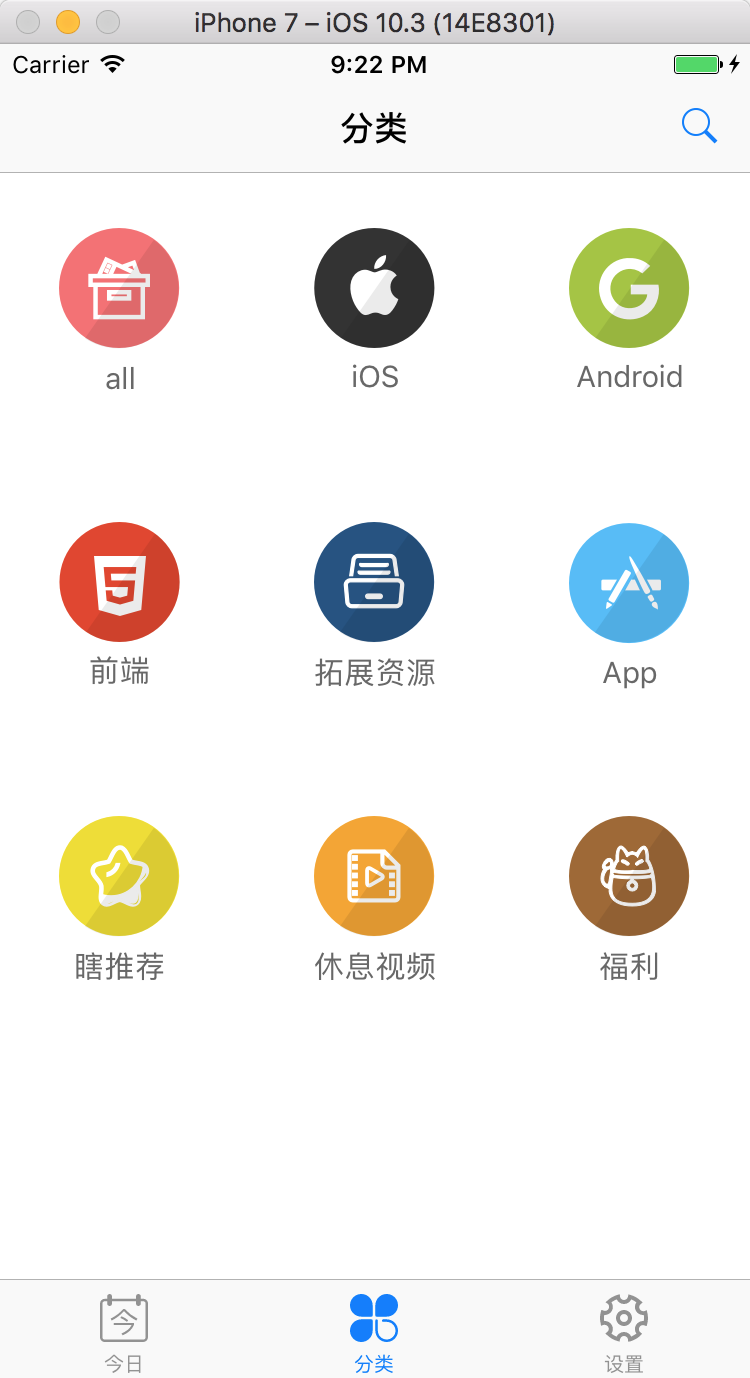 iPhone 7 – iOS 10.3 (14E8301)
Carrier 9:22 PM
分类
all iOS Android
前端 拓展资源 App
瞎推荐 休息视频 福利
今
今日 分类 设置